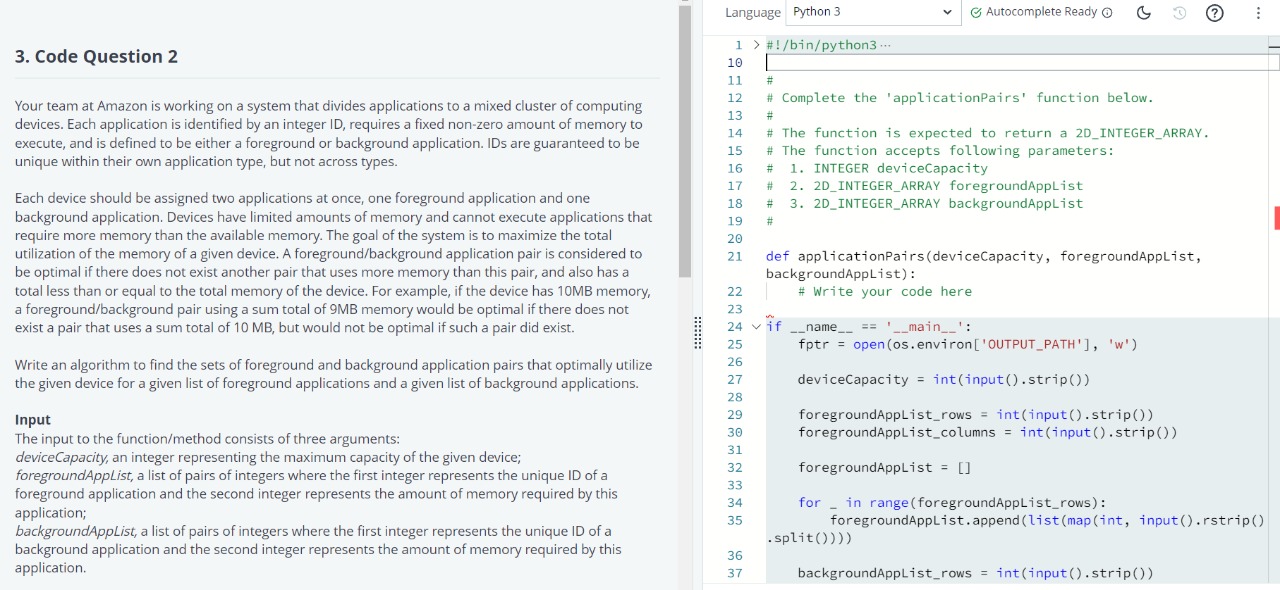 Language Python 3 Autocomplete Ready
3. Code Question 2
Your team at Amazon is working on a system that divides applications to a mixed cluster of computing
devices. Each application is identified by an integer ID, requires a fixed non-zero amount of memory to
execute, and is defined to be either a foreground or background application. IDs are guaranteed to be
unique within their own application type, but not across types.
Each device should be assigned two applications at once, one foreground application and one
background application. Devices have limited amounts of memory and cannot execute applications that
require more memory than the available memory. The goal of the system is to maximize the total
utilization of the memory of a given device. A foreground/background application pair is considered to
be optimal if there does not exist another pair that uses more memory than this pair, and also has a
total less than or equal to the total memory of the device. For example, if the device has 10MB memory,
a foreground/background pair using a sum total of 9MB memory would be optimal if there does not
exist a pair that uses a sum total of 10 MB, but would not be optimal if such a pair did exist.
Write an algorithm to find the sets of foreground and background application pairs that optimally utilize
the given device for a given list of foreground applications and a given list of background applications.
Input
The input to the function/method consists of three arguments:
deviceCapacity, an integer representing the maximum capacity of the given device;
foregroundAppList, a list of pairs of integers where the first integer represents the unique ID of a
foreground application and the second integer represents the amount of memory required by this
application;
backgroundAppList, a list of pairs of integers where the first integer represents the unique ID of a
background application and the second integer represents the amount of memory required by this
application.
1 #!/bin/python3 ...
10
11 #
12 # Complete the 'applicationPairs' function below.
13 #
14 # The function is expected to return a 2D_INTEGER_ARRAY.
15 # The function accepts following parameters:
16 #  1. INTEGER deviceCapacity
17 #  2. 2D_INTEGER_ARRAY foregroundAppList
18 #  3. 2D_INTEGER_ARRAY backgroundAppList
19 #
20
21 def applicationPairs(deviceCapacity, foregroundAppList,
backgroundAppList):
22     # Write your code here
23
24 if __name__ == '__main__':
25     fptr = open(os.environ['OUTPUT_PATH'], 'w')
26
27     deviceCapacity = int(input().strip())
28
29     foregroundAppList_rows = int(input().strip())
30     foregroundAppList_columns = int(input().strip())
31
32     foregroundAppList = []
33
34     for _ in range(foregroundAppList_rows):
35         foregroundAppList.append(list(map(int, input().rstrip()
.split())))
36
37     backgroundAppList_rows = int(input().strip())